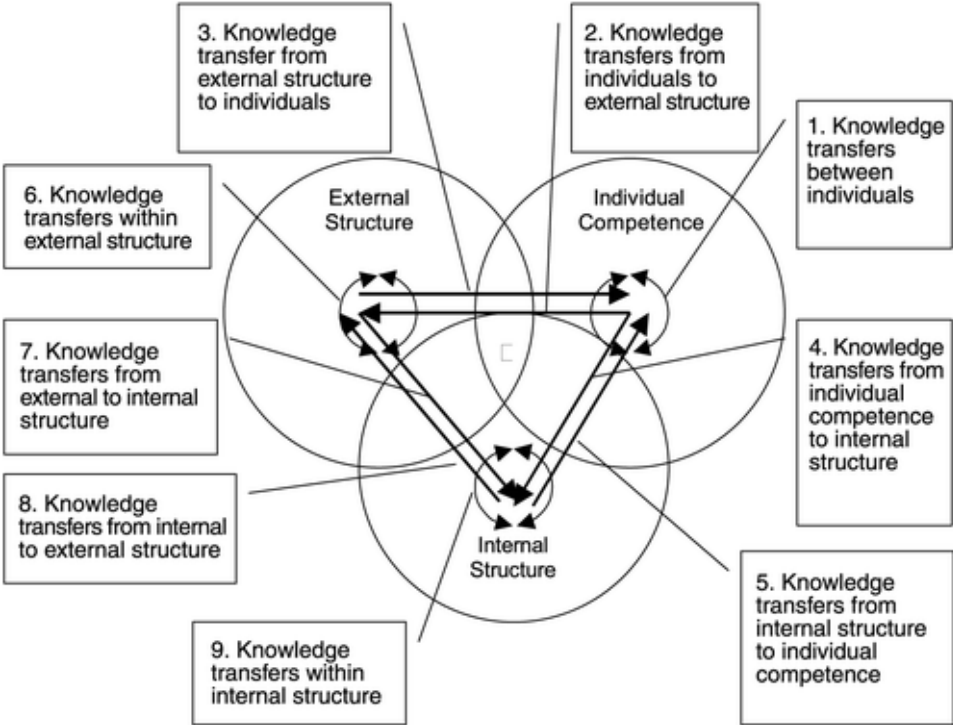 3. Knowledge
transfer from
external structure
to individuals
2. Knowledge
transfers from
individuals to
external structure
1. Knowledge
transfers
between
individuals
6. Knowledge
transfers within
external structure
External
Structure
Individual
Competence
7. Knowledge
transfers from
external to internal
structure
4. Knowledge
transfers from
individual
competence
to internal
structure
8. Knowledge
transfers from internal
to external structure
Internal
Structure
5. Knowledge
transfers from
internal structure
to individual
competence
9. Knowledge
transfers within
internal structure